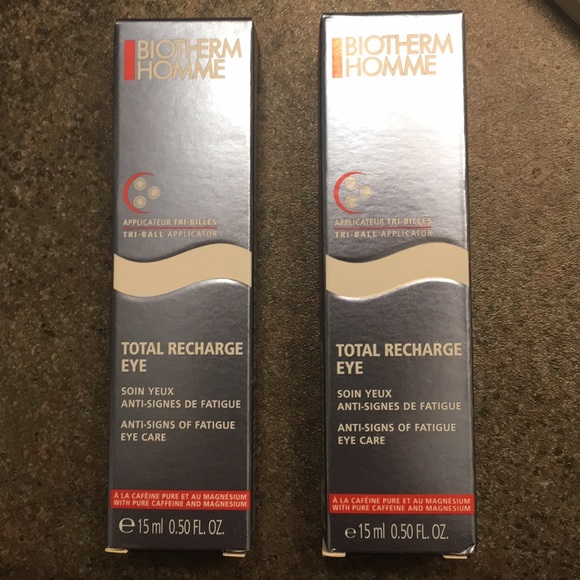 BIOTHERM
HOMME
APPLICATEUR TRI-BILLES
TRI-BALL APPLICATOR
TOTAL RECHARGE
EYE
SOIN YEUX
ANTI-SIGNES DE FATIGUE
ANTI-SIGNS OF FATIGUE
EYE CARE
À LA CAFÉINE PURE ET AU MAGNÉSIUM
WITH PURE CAFFEINE AND MAGNESIUM
e 15 ml 0.50 FL. OZ.
BIOTHERM
HOMME
APPLICATEUR TRI-BILLES
TRI-BALL APPLICATOR
TOTAL RECHARGE
EYE
SOIN YEUX
ANTI-SIGNES DE FATIGUE
ANTI-SIGNS OF FATIGUE
EYE CARE
À LA CAFÉINE PURE ET AU MAGNÉSIUM
WITH PURE CAFFEINE AND MAGNESIUM
e 15 ml 0.50 FL. OZ.